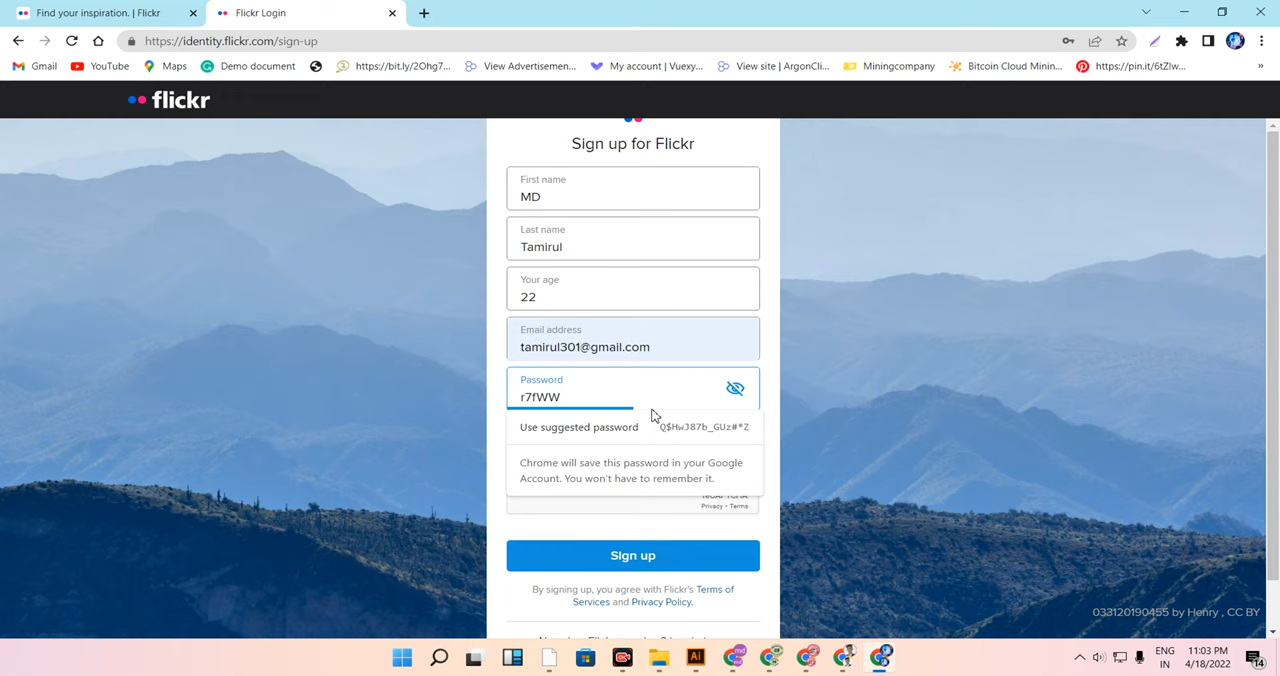 Find your inspiration. | Flickr
Flickr Login
https://identity.flickr.com/sign-up
Gmail
YouTube
Maps
Demo document
https://bit.ly/2Ohg7...
View Advertisemen...
My account | Vuexy...
View site | ArgonCli...
Miningcompany
Bitcoin Cloud Minin...
https://pin.it/6tZlw...
»
flickr
Sign up for Flickr
First name
MD
Last name
Tamirul
Your age
22
Email address
tamirul301@gmail.com
Password
r7fWW
Use suggested password Q$HwJ87b_GUz#*Z
Chrome will save this password in your Google
Account. You won't have to remember it.
Privacy - Terms
Sign up
By signing up, you agree with Flickr's Terms of
Services and Privacy Policy.
033120190455 by Henry , CC BY
Ai
ENG
IN
11:03 PM
4/18/2022
14